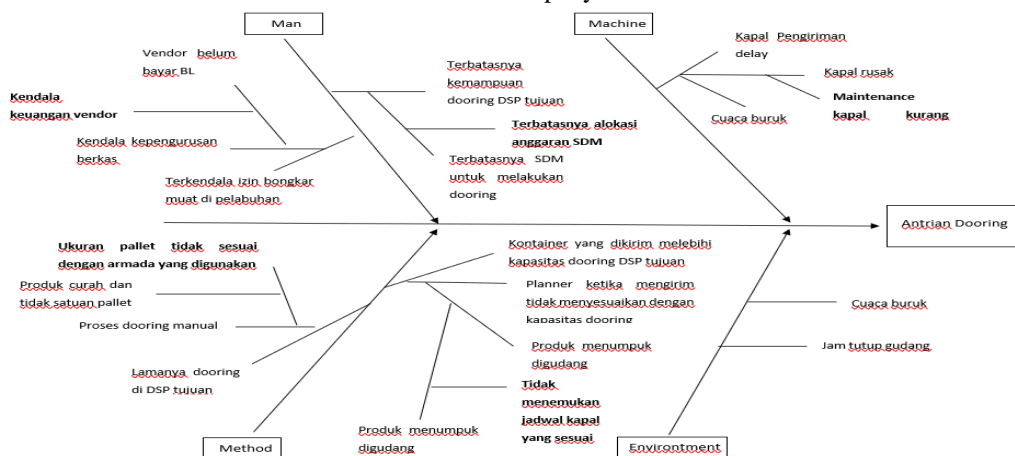 Man
Machine
Vendor belum
bayar BL
Kendala
keuangan vendor
Kendala kepengurusan
berkas
Terkendala izin bongkar
muat di pelabuhan
Terbatasnya
kemampuan
dooring DSP tujuan
Terbatasnya alokasi
anggaran SDM
Terbatasnya SDM
untuk melakukan
dooring
Kapal Pengiriman
delay
Kapal rusak
Maintenance
kapal kurang
Cuaca buruk
Antrian Dooring
Ukuran pallet tidak sesuai
dengan armada yang digunakan
Produk curah dan
tidak satuan pallet
Proses dooring manual
Lamanya dooring
di DSP tujuan
Kontainer yang dikirim melebihi
kapasitas dooring DSP tujuan
Planner ketika mengirim
tidak menyesuaikan dengan
kapasitas dooring
Produk menumpuk
digudang
Tidak
menemukan
jadwal kapal
yang sesuai
Produk menumpuk
digudang
Cuaca buruk
Jam tutup gudang
Method
Environtment